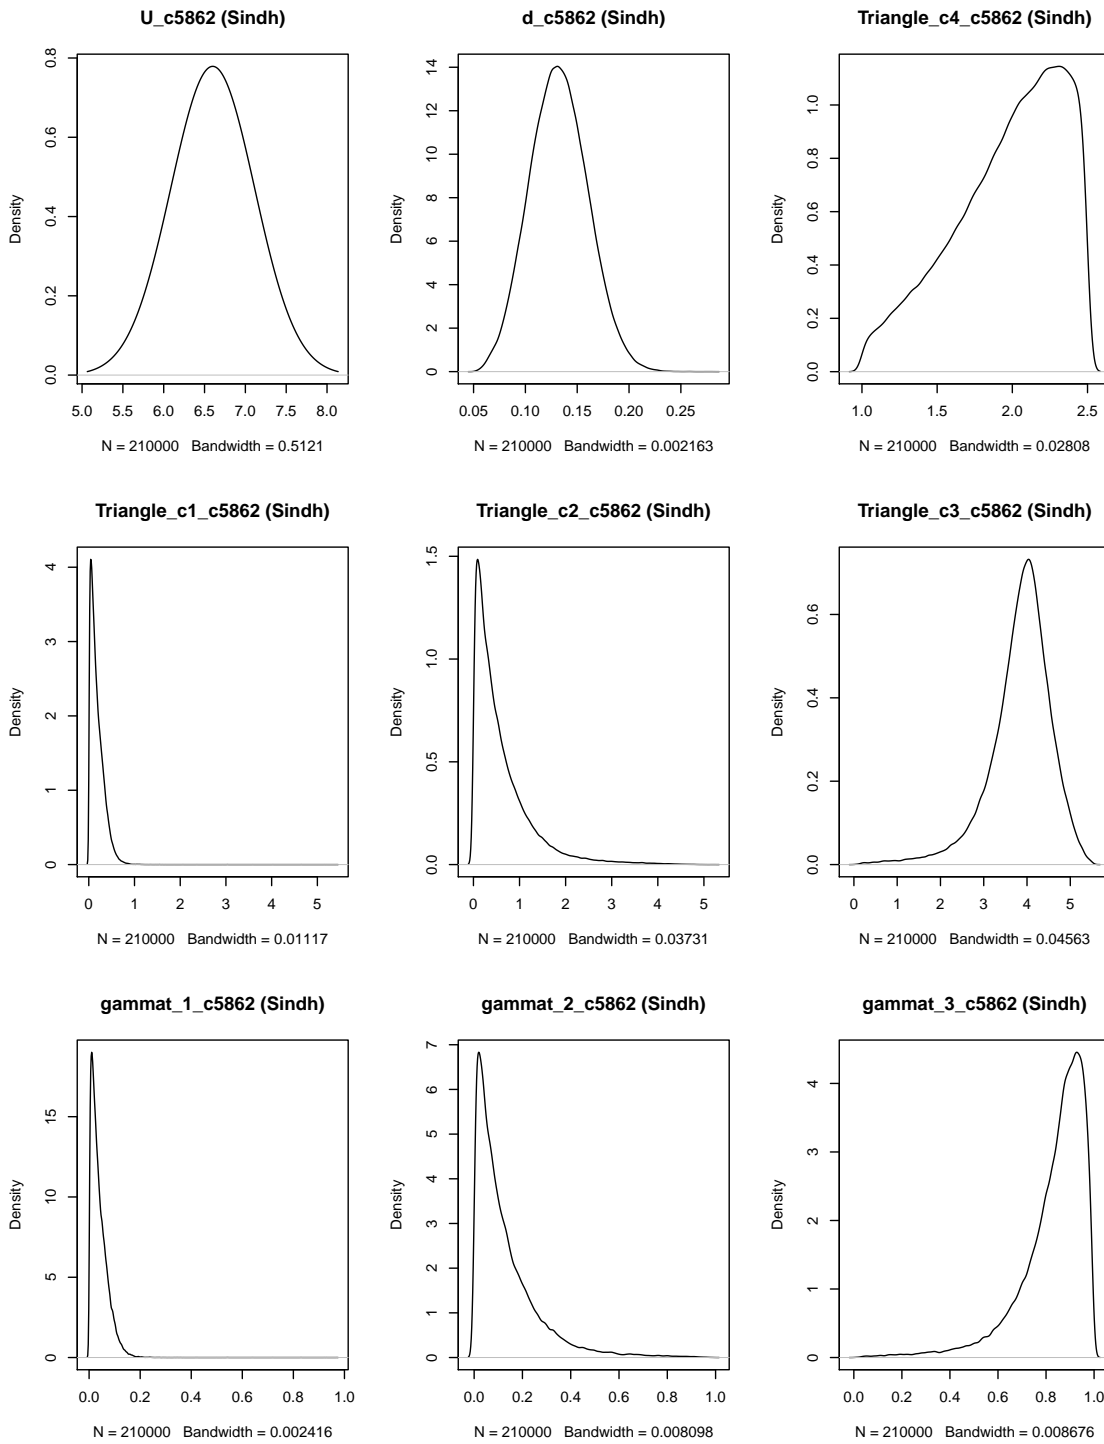 U_c5862 (Sindh)
d_c5862 (Sindh)
Triangle_c4_c5862 (Sindh)
Density
0.0 0.2 0.4 0.6 0.8
5.0 5.5 6.0 6.5 7.0 7.5 8.0
N = 210000 Bandwidth = 0.5121
Density
0 2 4 6 8 10 12 14
0.05 0.10 0.15 0.20 0.25
N = 210000 Bandwidth = 0.002163
Density
0.0 0.2 0.4 0.6 0.8 1.0
1.0 1.5 2.0 2.5
N = 210000 Bandwidth = 0.02808
Triangle_c1_c5862 (Sindh)
Triangle_c2_c5862 (Sindh)
Triangle_c3_c5862 (Sindh)
Density
0 1 2 3 4
0 1 2 3 4 5
N = 210000 Bandwidth = 0.01117
Density
0.0 0.5 1.0 1.5
0 1 2 3 4 5
N = 210000 Bandwidth = 0.03731
Density
0.0 0.2 0.4 0.6
0 1 2 3 4 5
N = 210000 Bandwidth = 0.04563
gammat_1_c5862 (Sindh)
gammat_2_c5862 (Sindh)
gammat_3_c5862 (Sindh)
Density
0 5 10 15
0.0 0.2 0.4 0.6 0.8 1.0
N = 210000 Bandwidth = 0.002416
Density
0 1 2 3 4 5 6 7
0.0 0.2 0.4 0.6 0.8 1.0
N = 210000 Bandwidth = 0.008098
Density
0 1 2 3 4
0.0 0.2 0.4 0.6 0.8 1.0
N = 210000 Bandwidth = 0.008676